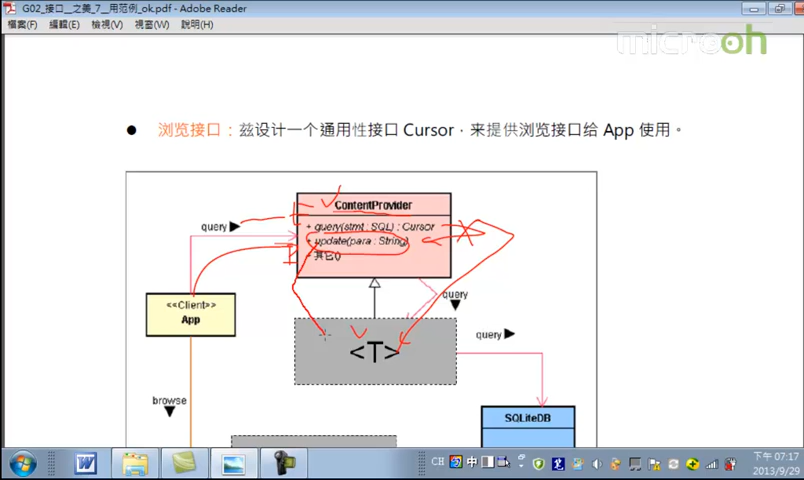 G02_接口__之美_7__用范例_ok.pdf - Adobe Reader
檔案(F) 編輯(E) 檢視(V) 視窗(W) 說明(H)
microoh
● 浏览接口：兹设计一个通用性接口 Cursor，来提供浏览接口给 App 使用。
ContentProvider
query
+ query(stmt : SQL) : Cursor
+ update(para : String)
+ 其它()
<<Client>>
App
query
<T>
query
browse
SQLiteDB
CH 中
下午 07:17
2013/9/29